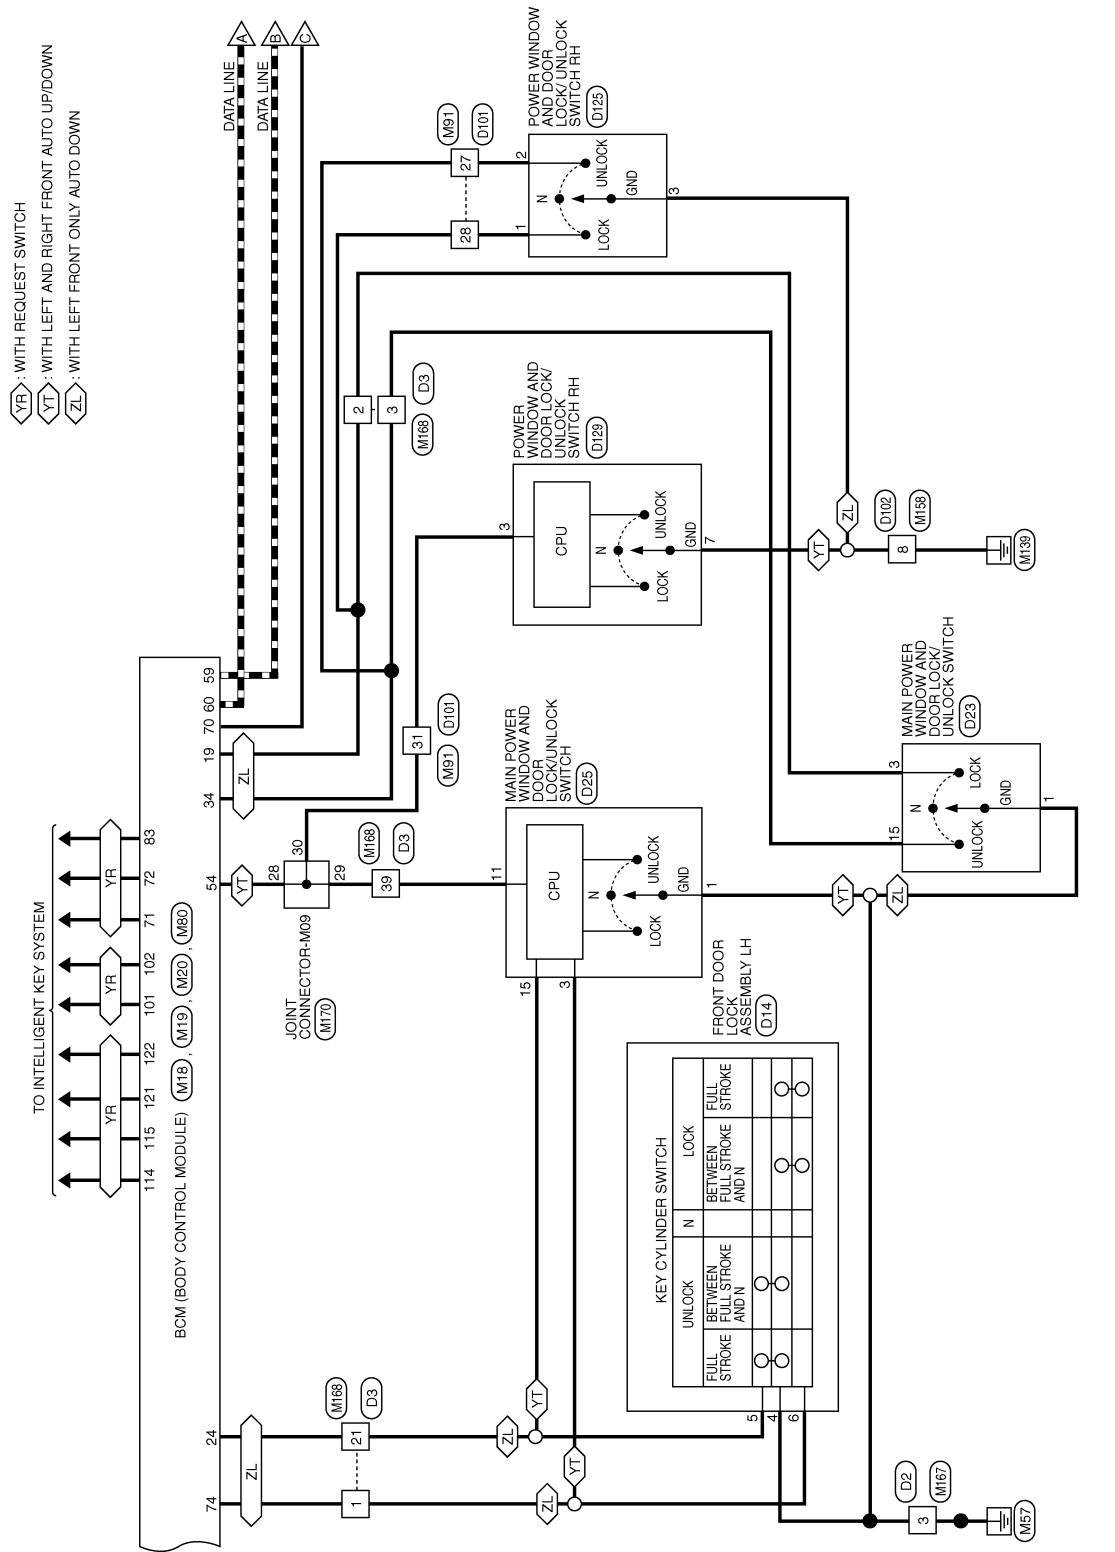 YR : WITH REQUEST SWITCH
YT : WITH LEFT AND RIGHT FRONT AUTO UP/DOWN
ZL : WITH LEFT FRONT ONLY AUTO DOWN
TO INTELLIGENT KEY SYSTEM
YR
YR
YR
114
115
121
122
101
102
71
72
83
BCM (BODY CONTROL MODULE) M18 , M19 , M20 , M80
74
24
54
34
19
70
60
59
DATA LINE
A
DATA LINE
B
C
ZL
YT
ZL
M168
D3
1
21
JOINT
CONNECTOR-M09
M170
28
30
29
M168
D3
39
31
D101
M91
2
3
D3
M168
M91
D101
28
27
POWER WINDOW
AND DOOR
LOCK/ UNLOCK
SWITCH RH
D125
1
2
LOCK
N
UNLOCK
GND
3
POWER
WINDOW AND
DOOR LOCK/
UNLOCK
SWITCH RH
D129
3
CPU
LOCK
N
UNLOCK
GND
7
MAIN POWER
WINDOW AND
DOOR
LOCK/UNLOCK
SWITCH
D25
11
CPU
LOCK
N
UNLOCK
GND
15
3
1
ZL
YT
ZL
YT
FRONT DOOR
LOCK
ASSEMBLY LH
D14
KEY CYLINDER SWITCH
UNLOCK
N
LOCK
FULL
STROKE
BETWEEN
FULL STROKE
AND N
BETWEEN
FULL STROKE
AND N
FULL
STROKE
5
4
6
YT
ZL
YT
ZL
D102
M158
8
M139
MAIN POWER
WINDOW AND
DOOR LOCK/
UNLOCK SWITCH
D23
15
3
UNLOCK
N
LOCK
GND
1
D2
M167
3
M57